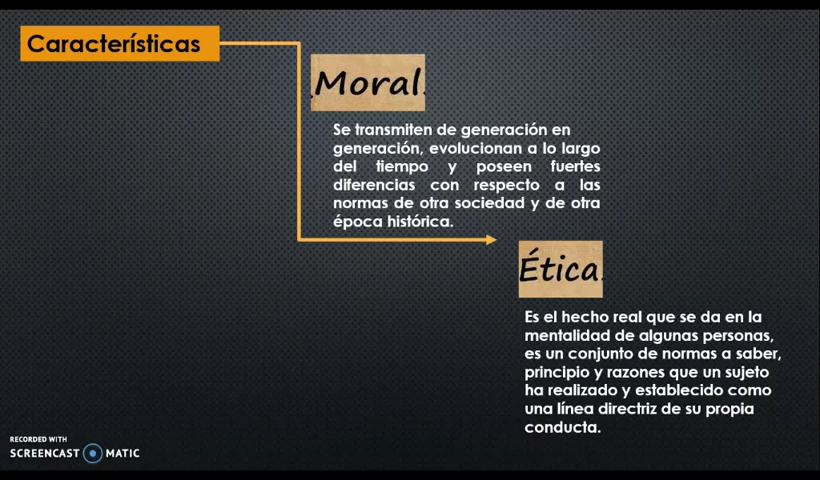 Características
Moral
Se transmiten de generación en
generación, evolucionan a lo largo
del tiempo y poseen fuertes
diferencias con respecto a las
normas de otra sociedad y de otra
época histórica.
Ética
Es el hecho real que se da en la
mentalidad de algunas personas,
es un conjunto de normas a saber,
principio y razones que un sujeto
ha realizado y establecido como
una línea directriz de su propia
conducta.
RECORDED WITH
SCREENCAST MATIC